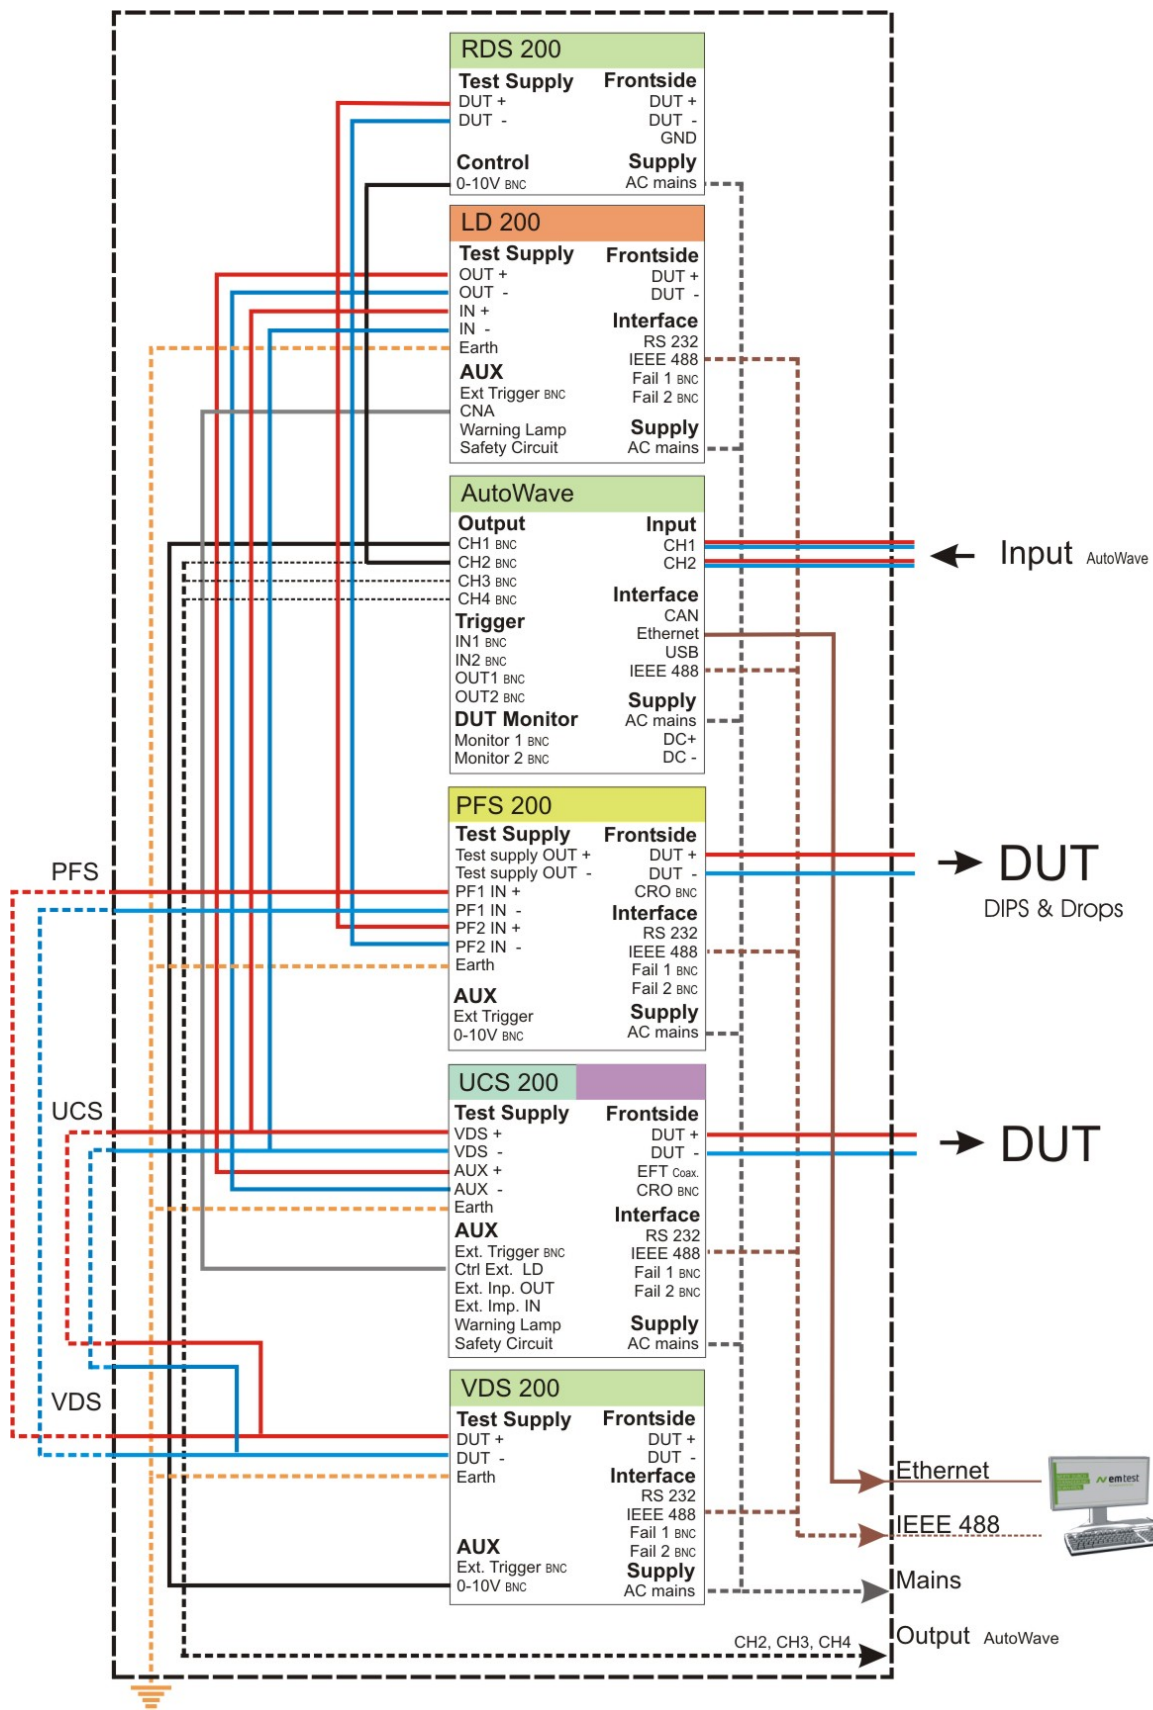 RDS 200
Test Supply Frontside
DUT + DUT +
DUT - DUT -
GND
Control Supply
0-10V BNC AC mains
LD 200
Test Supply Frontside
OUT + DUT +
OUT - DUT -
IN + Interface
IN - RS 232
Earth IEEE 488
AUX Fail 1 BNC
Ext Trigger BNC Fail 2 BNC
CNA
Warning Lamp Supply
Safety Circuit AC mains
AutoWave
Output Input
CH1 BNC CH1
CH2 BNC CH2
CH3 BNC Interface
CH4 BNC CAN
Trigger Ethernet
IN1 BNC USB
IN2 BNC IEEE 488
OUT1 BNC
OUT2 BNC Supply
DUT Monitor AC mains
Monitor 1 BNC DC+
Monitor 2 BNC DC -
Input AutoWave
PFS 200
Test Supply Frontside
Test supply OUT + DUT +
Test supply OUT - DUT -
PF1 IN + CRO BNC
PF1 IN - Interface
PF2 IN + RS 232
PF2 IN - IEEE 488
Earth Fail 1 BNC
Fail 2 BNC
AUX Supply
Ext Trigger AC mains
0-10V BNC
PFS
DUT
DIPS & Drops
UCS 200
Test Supply Frontside
VDS + DUT +
VDS - DUT -
AUX + EFT Coax.
AUX - CRO BNC
Earth Interface
AUX RS 232
Ext. Trigger BNC IEEE 488
Ctrl Ext. LD Fail 1 BNC
Ext. Inp. OUT Fail 2 BNC
Ext. Imp. IN
Warning Lamp Supply
Safety Circuit AC mains
UCS
DUT
VDS
VDS 200
Test Supply Frontside
DUT + DUT +
DUT - DUT -
Earth Interface
RS 232
IEEE 488
Fail 1 BNC
AUX Fail 2 BNC
Ext. Trigger BNC Supply
0-10V BNC AC mains
Ethernet
em test
IEEE 488
Mains
CH2, CH3, CH4
Output AutoWave